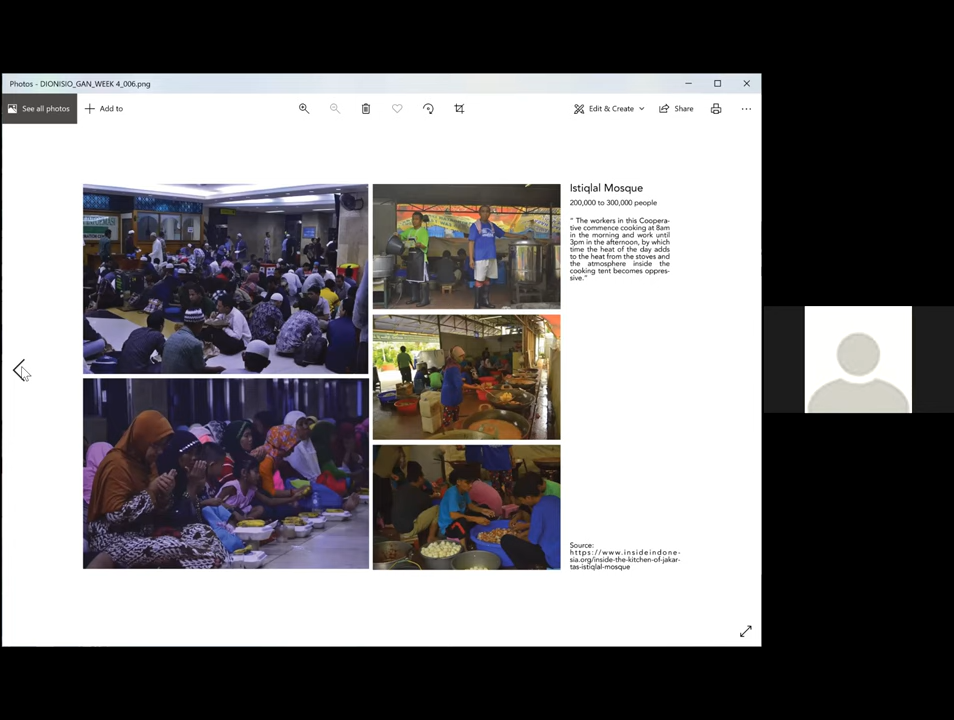 Photos - DIONISIO_GAN_WEEK 4_006.png
See all photos
Add to
Edit & Create
Share
Istiqlal Mosque
200,000 to 300,000 people
" The workers in this Coopera-
tive commence cooking at 8am
in the morning and work until
3pm in the afternoon, by which
time the heat of the day adds
to the heat from the stoves and
the atmosphere inside the
cooking tent becomes oppres-
sive."
Source:
https://www.insideindone-
sia.org/inside-the-kitchen-of-jakar-
tas-istiqlal-mosque